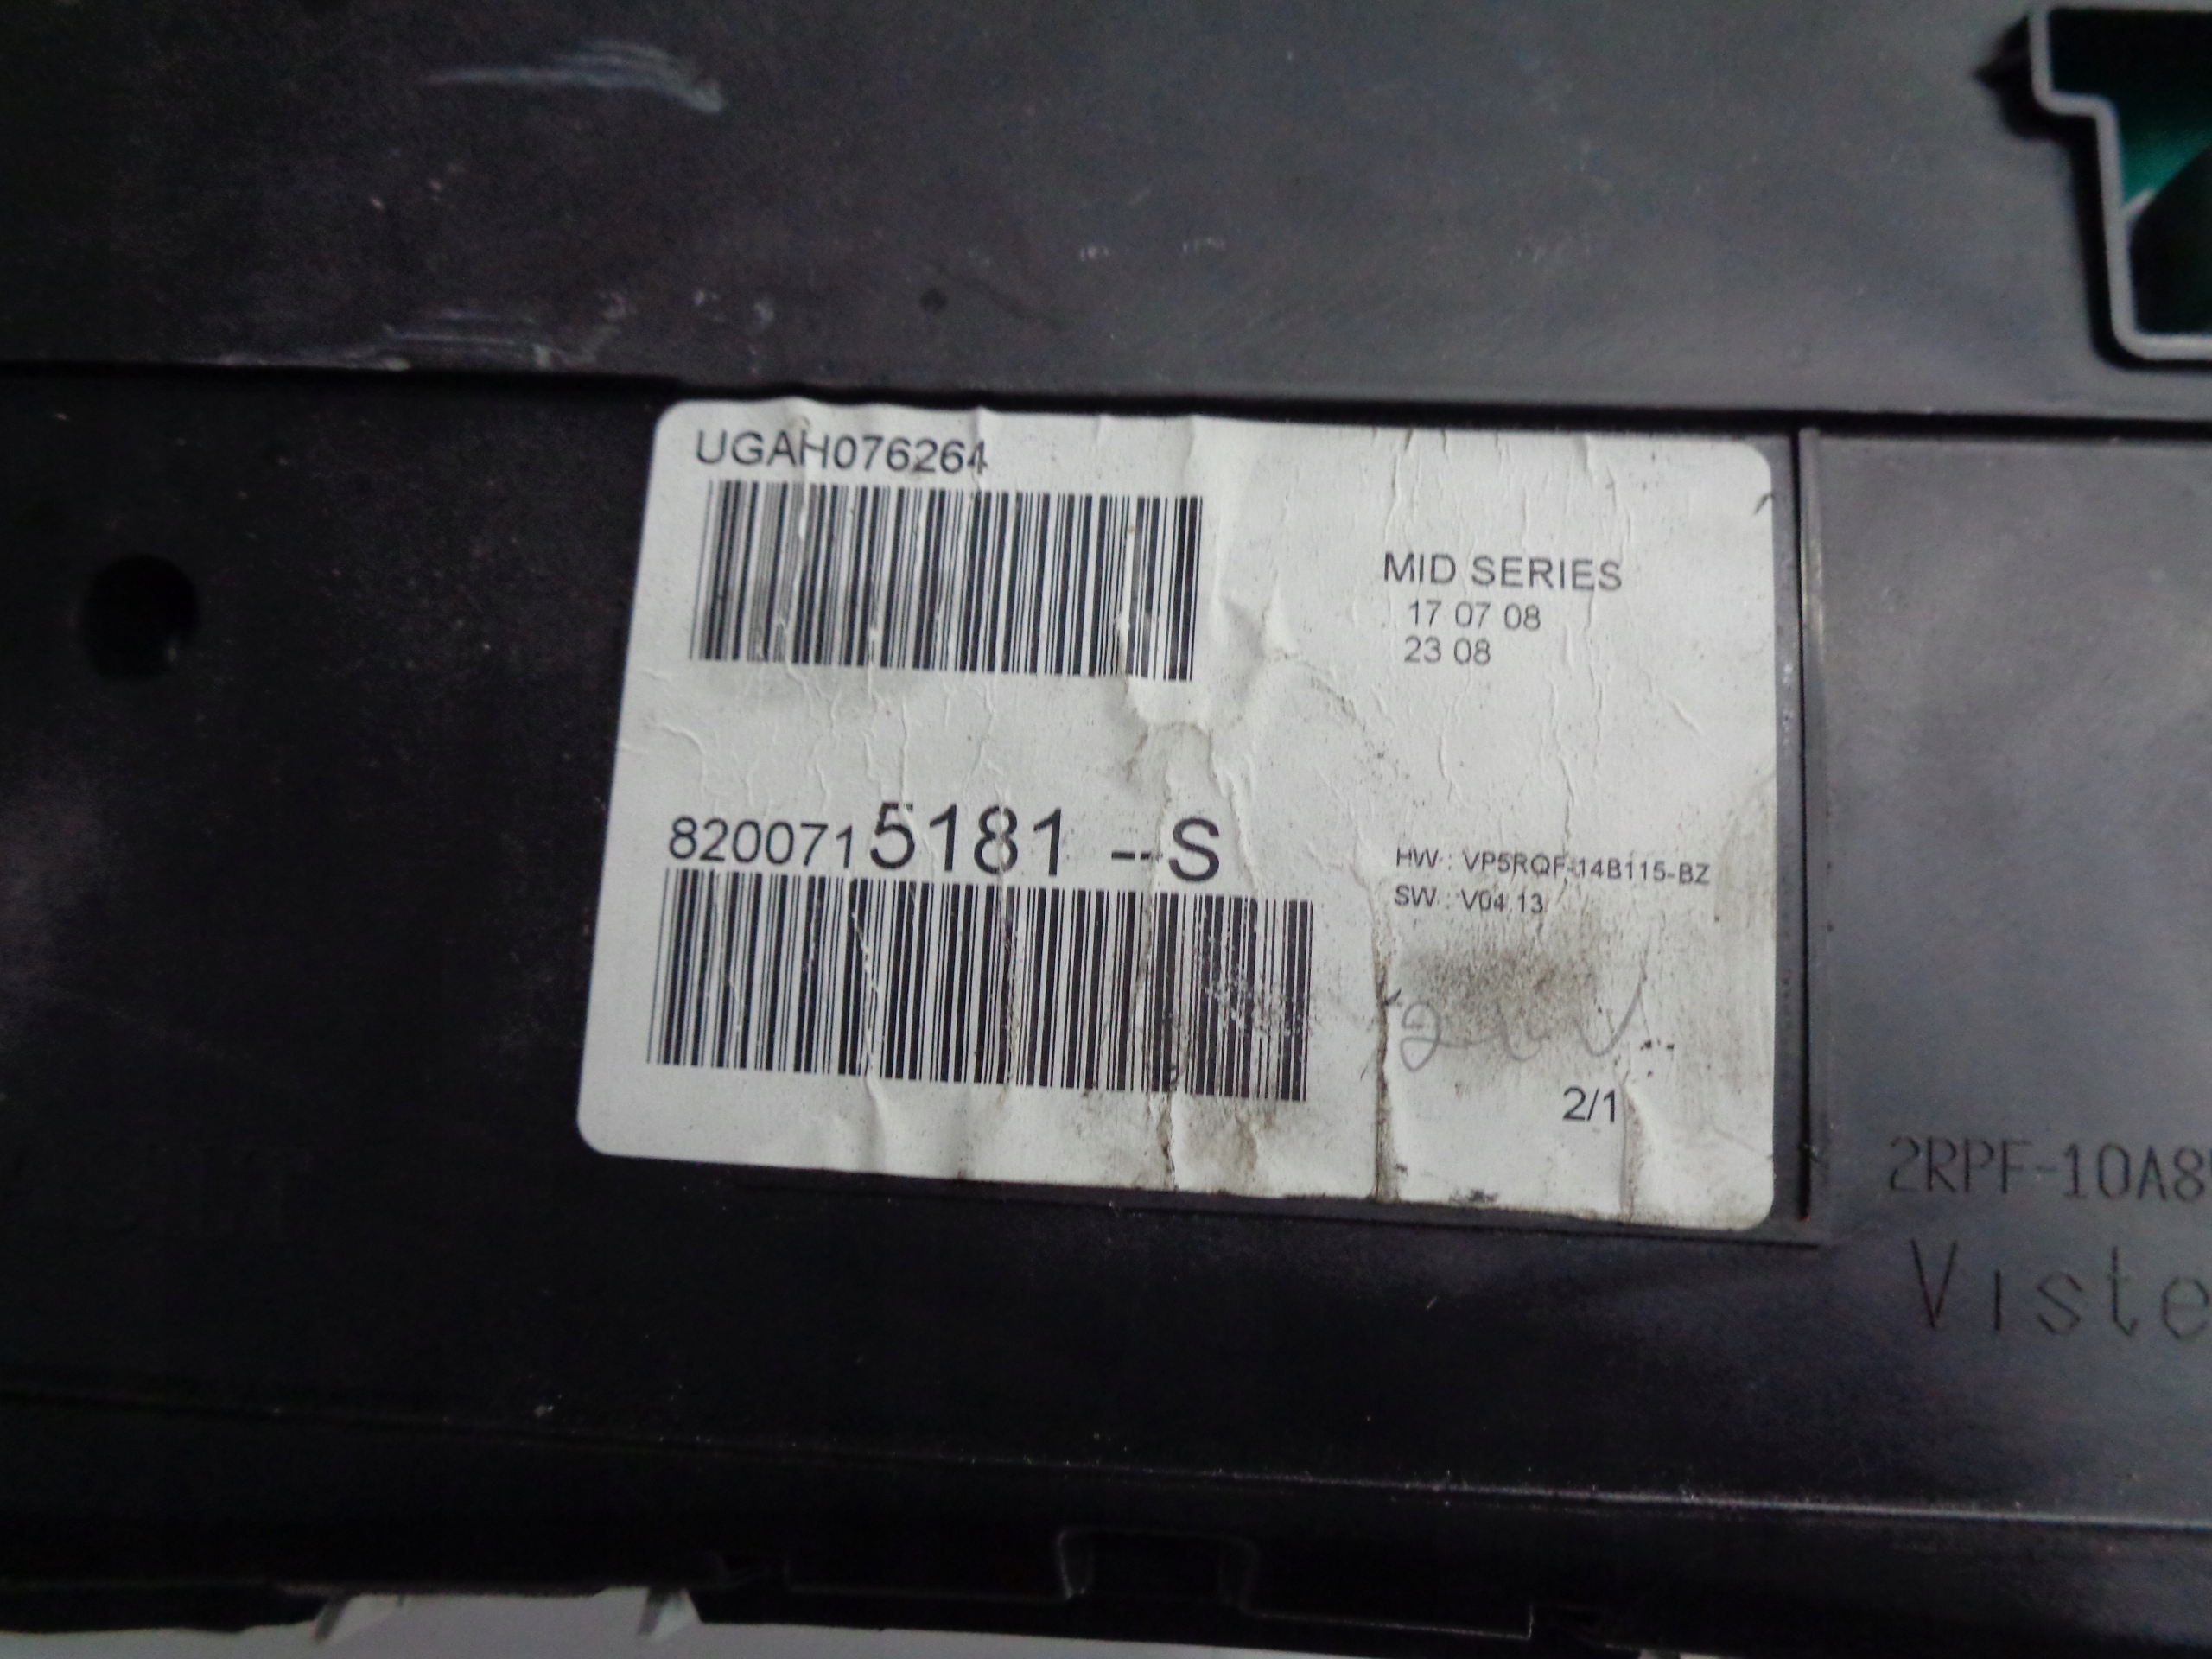 UGAH076264
MID SERIES
17 07 08
23 08
8200715181 --S
HW : VP5RQF-14B115-BZ
SW : V04.13
2/1
2RPF-10A8
Viste